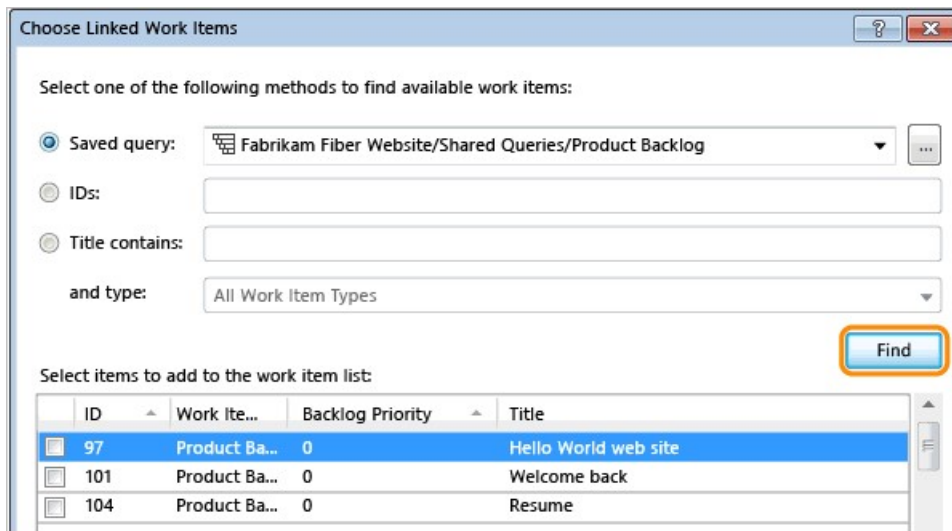 Choose Linked Work Items
?
Select one of the following methods to find available work items:
Saved query: Fabrikam Fiber Website/Shared Queries/Product Backlog ...
IDs:
Title contains:
and type: All Work Item Types
Find
Select items to add to the work item list:
ID Work Ite... Backlog Priority Title
97 Product Ba... 0 Hello World web site
101 Product Ba... 0 Welcome back
104 Product Ba... 0 Resume